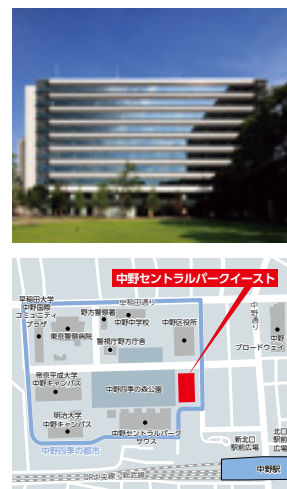 中野セントラルパークイースト
早稲田通り
早稲田大学
中野国際
コミュニティ
プラザ
野方警察署
中野中学校
中野区役所
東京警察病院
警視庁野方庁舎
中野通り
中野
ブロードウェイ
帝京平成大学
中野キャンパス
中野四季の森公園
明治大学
中野キャンパス
中野セントラルパーク
サウス
中野四季の都市
新北口
駅前広場
北口
駅前
広場
JR中央線・総武線
中野駅